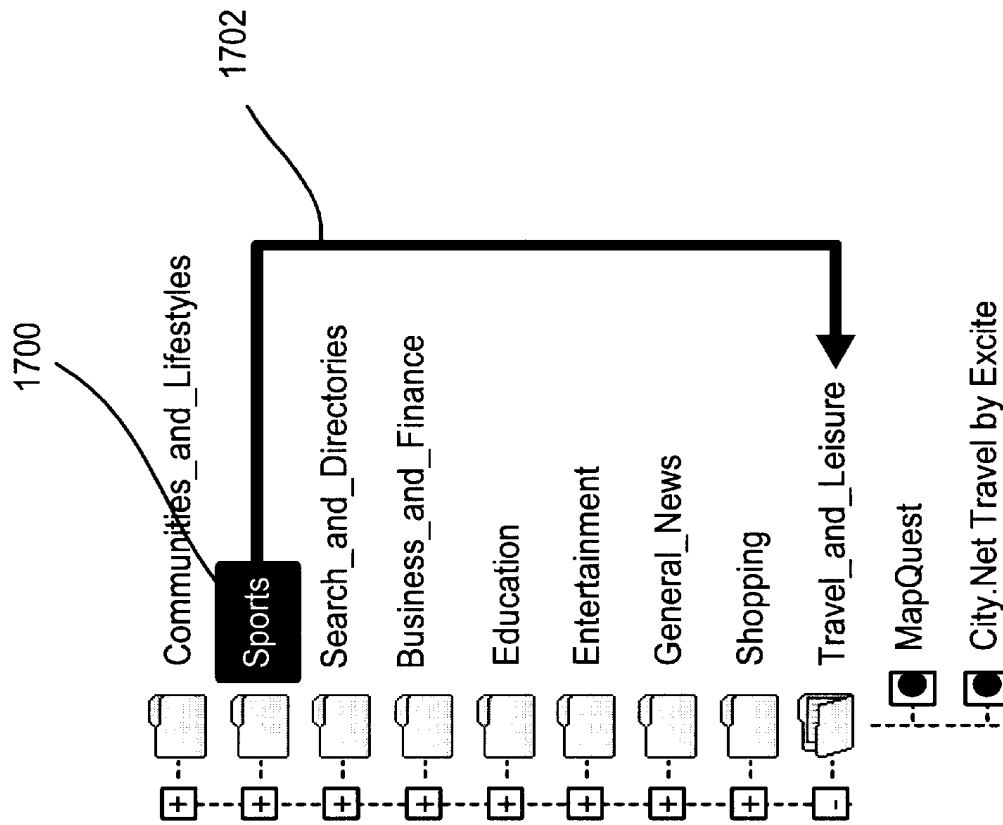 1700
1702
Communities_and_Lifestyles
Sports
Search_and_Directories
Business_and_Finance
Education
Entertainment
General_News
Shopping
Travel_and_Leisure
MapQuest
City.Net Travel by Excite